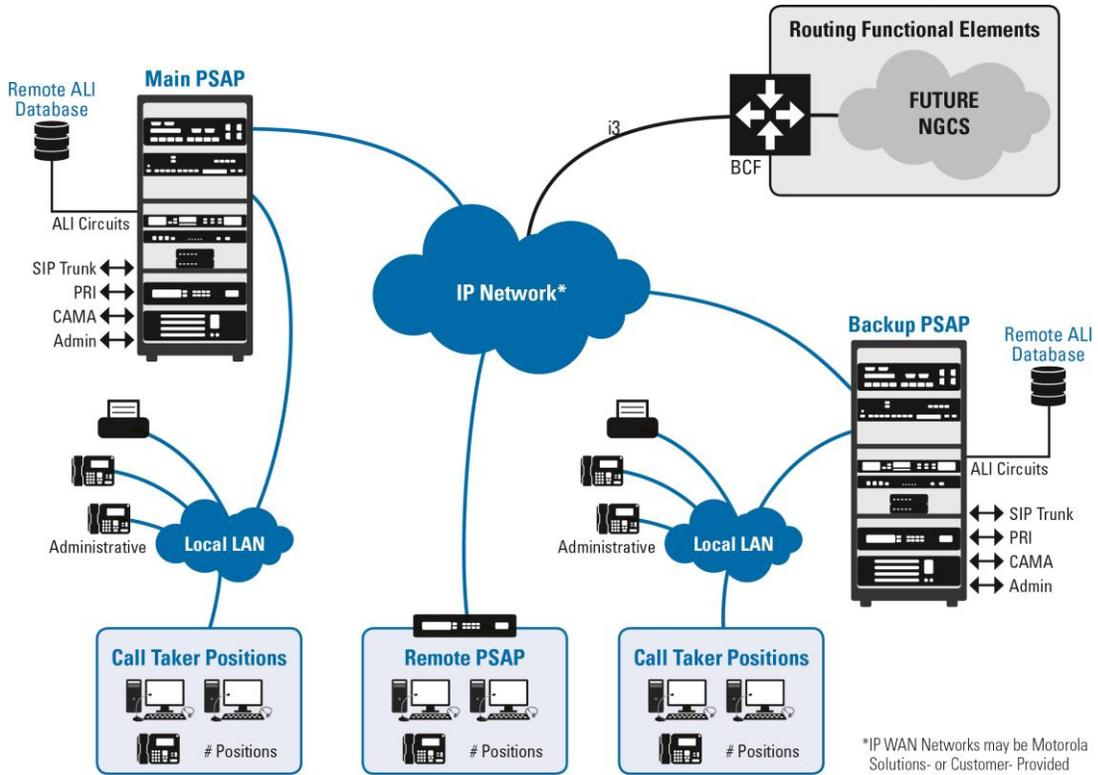 Routing Functional Elements
FUTURE
NGCS
i3
BCF
Main PSAP
Remote ALI
Database
ALI Circuits
SIP Trunk
PRI
CAMA
Admin
IP Network*
Backup PSAP
Remote ALI
Database
ALI Circuits
SIP Trunk
PRI
CAMA
Admin
Administrative
Local LAN
Administrative
Local LAN
Call Taker Positions
# Positions
Remote PSAP
# Positions
Call Taker Positions
# Positions
*IP WAN Networks may be Motorola
Solutions- or Customer- Provided